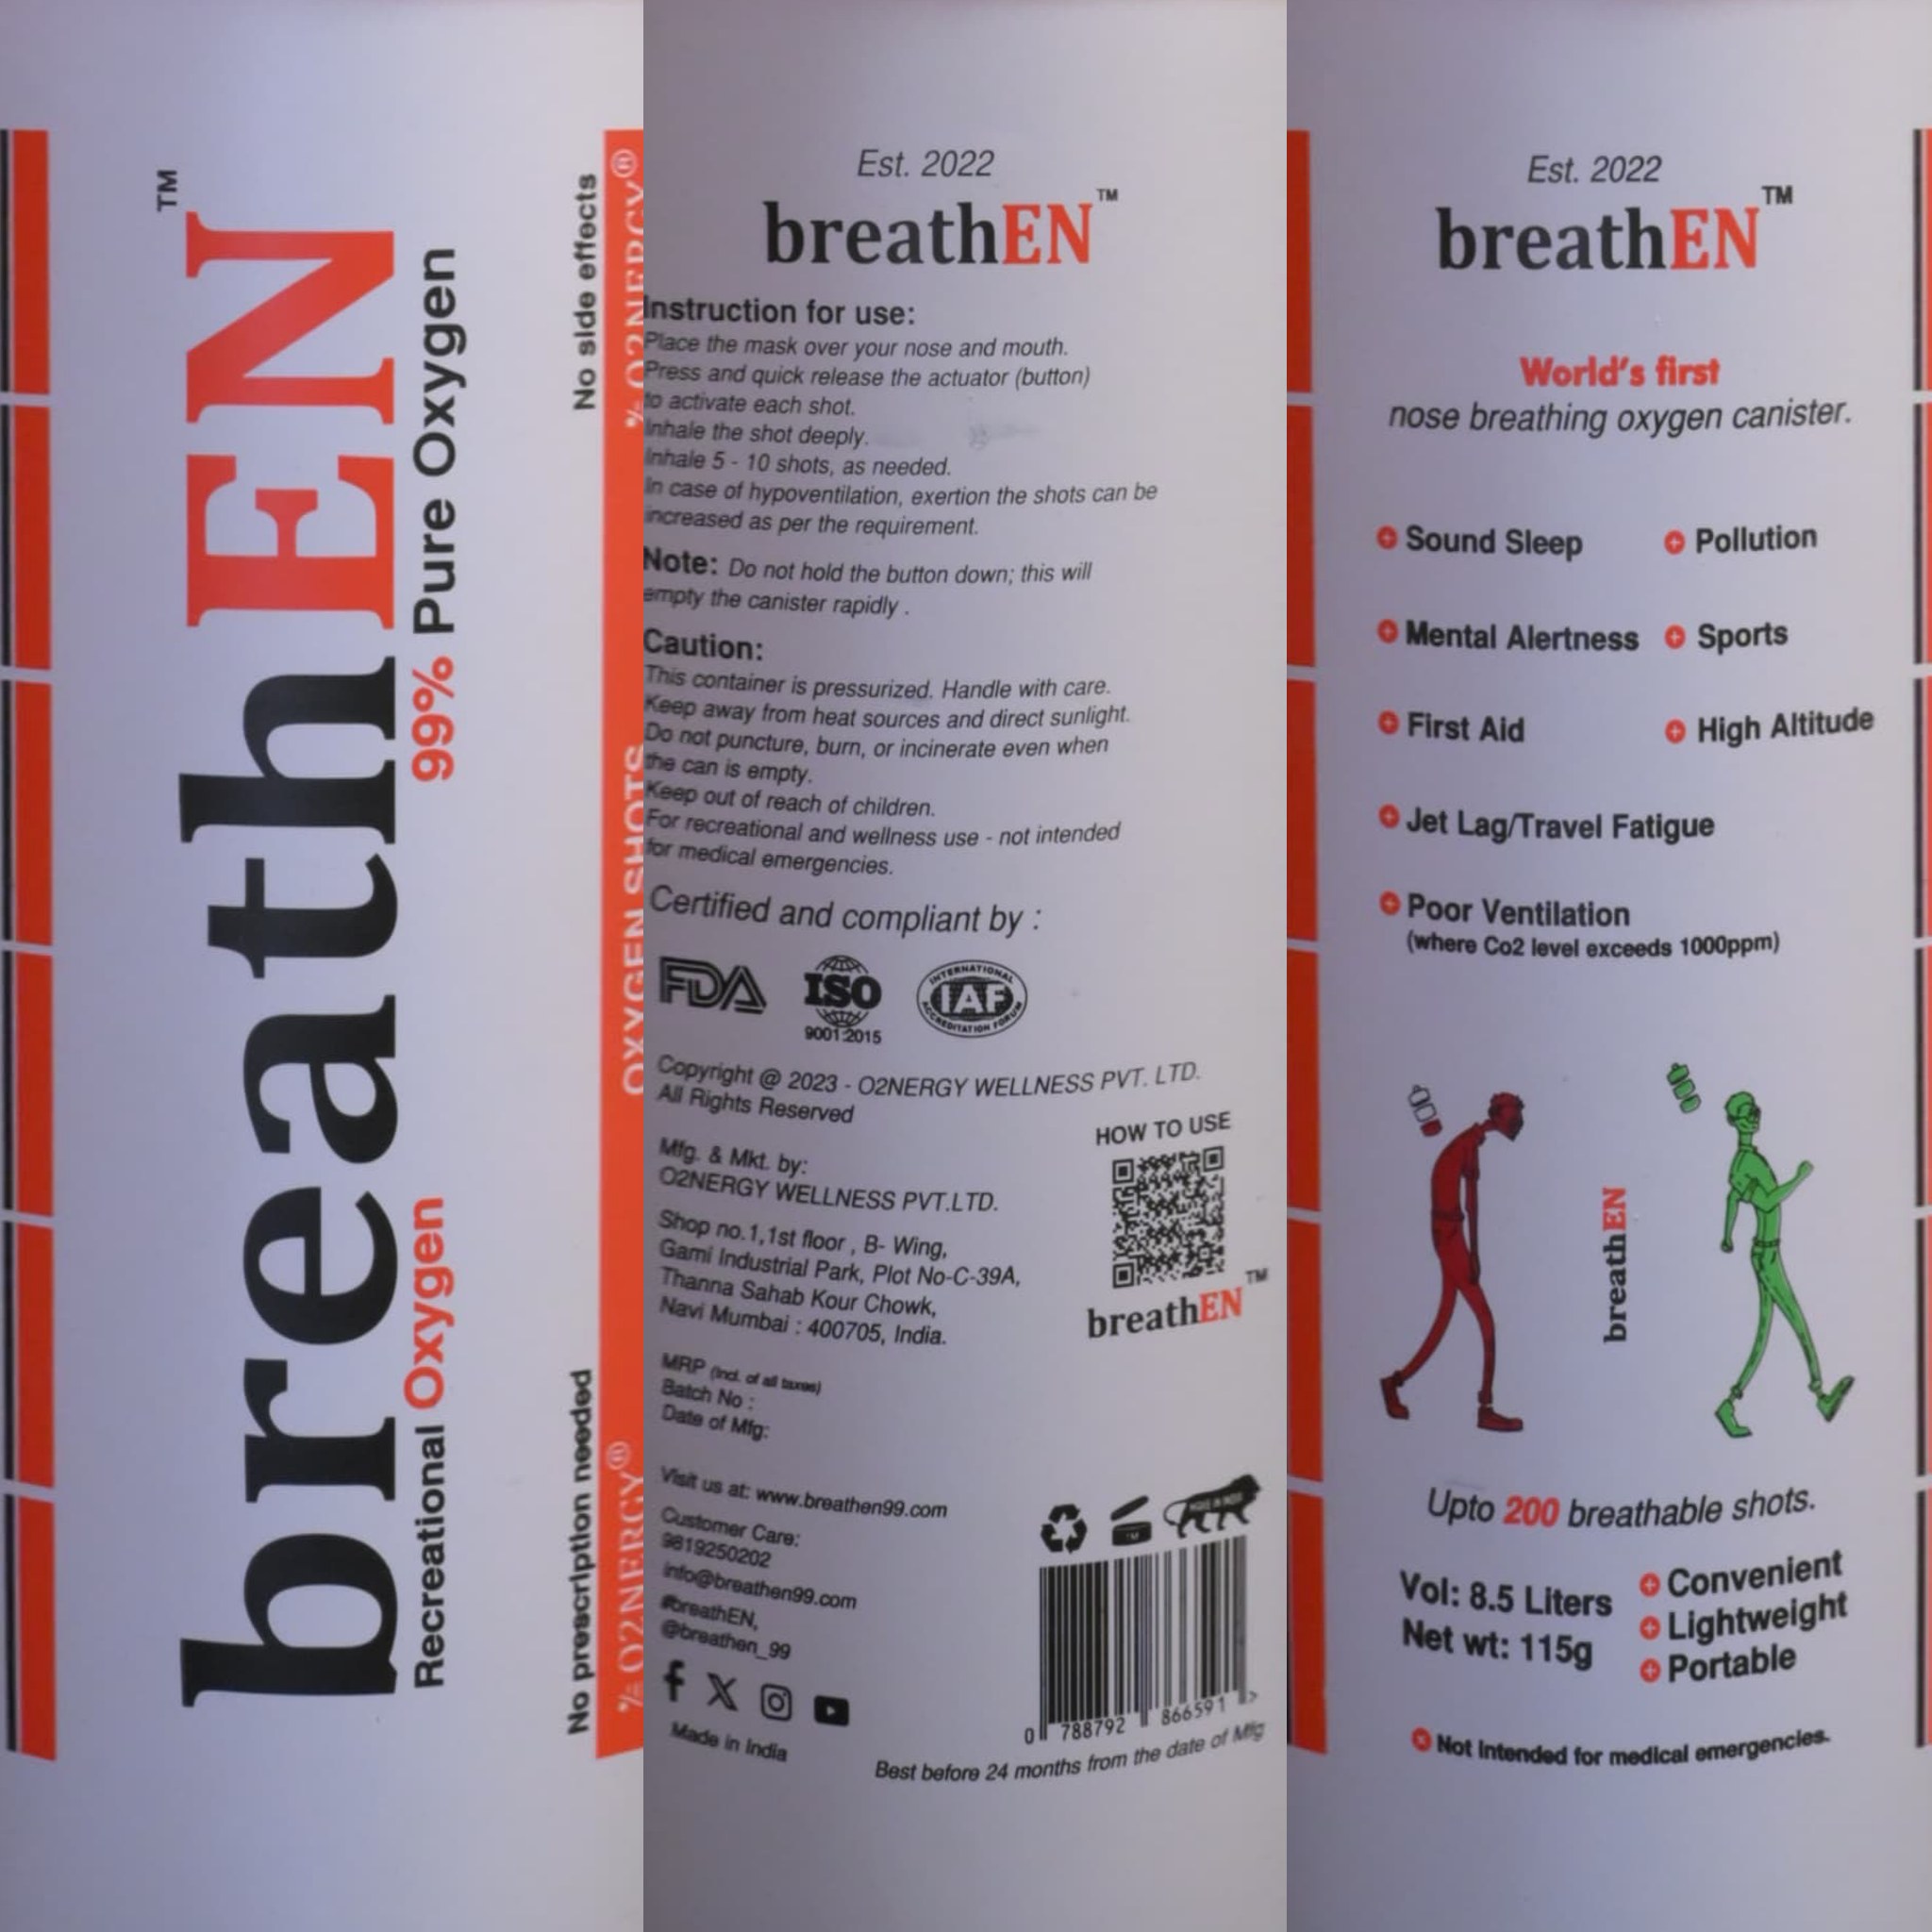 breathEN™
Recreational Oxygen 99% Pure Oxygen
No prescription needed No side effects
O2NERGY® OXYGEN SHOTS O2NERGY®
Est. 2022
breathEN™
Instruction for use:
Place the mask over your nose and mouth.
Press and quick release the actuator (button)
to activate each shot.
Inhale the shot deeply.
Inhale 5 - 10 shots, as needed.
In case of hypoventilation, exertion the shots can be
increased as per the requirement.
Note: Do not hold the button down; this will
empty the canister rapidly .
Caution:
This container is pressurized. Handle with care.
Keep away from heat sources and direct sunlight.
Do not puncture, burn, or incinerate even when
the can is empty.
Keep out of reach of children.
For recreational and wellness use - not intended
for medical emergencies.
Certified and compliant by :
FDA
ISO
9001:2015
INTERNATIONAL
IAF
ACCREDITATION FORUM
Copyright @ 2023 - O2NERGY WELLNESS PVT. LTD.
All Rights Reserved
HOW TO USE
Mfg. & Mkt. by:
O2NERGY WELLNESS PVT.LTD.
Shop no.1,1st floor , B- Wing,
Gami Industrial Park, Plot No-C-39A,
Thanna Sahab Kour Chowk,
Navi Mumbai : 400705, India.
breathEN™
MRP (Incl. of all taxes)
Batch No :
Date of Mfg:
Visit us at: www.breathen99.com
Customer Care:
9819250202
info@breathen99.com
#breathEN,
@breathen_99
Made in India
MADE IN INDIA
0 788792 866591 >
Best before 24 months from the date of Mfg
Est. 2022
breathEN™
World's first
nose breathing oxygen canister.
Sound Sleep
Pollution
Mental Alertness
Sports
First Aid
High Altitude
Jet Lag/Travel Fatigue
Poor Ventilation
(where Co2 level exceeds 1000ppm)
breathEN
Upto 200 breathable shots.
Vol: 8.5 Liters
Net wt: 115g
Convenient
Lightweight
Portable
Not intended for medical emergencies.